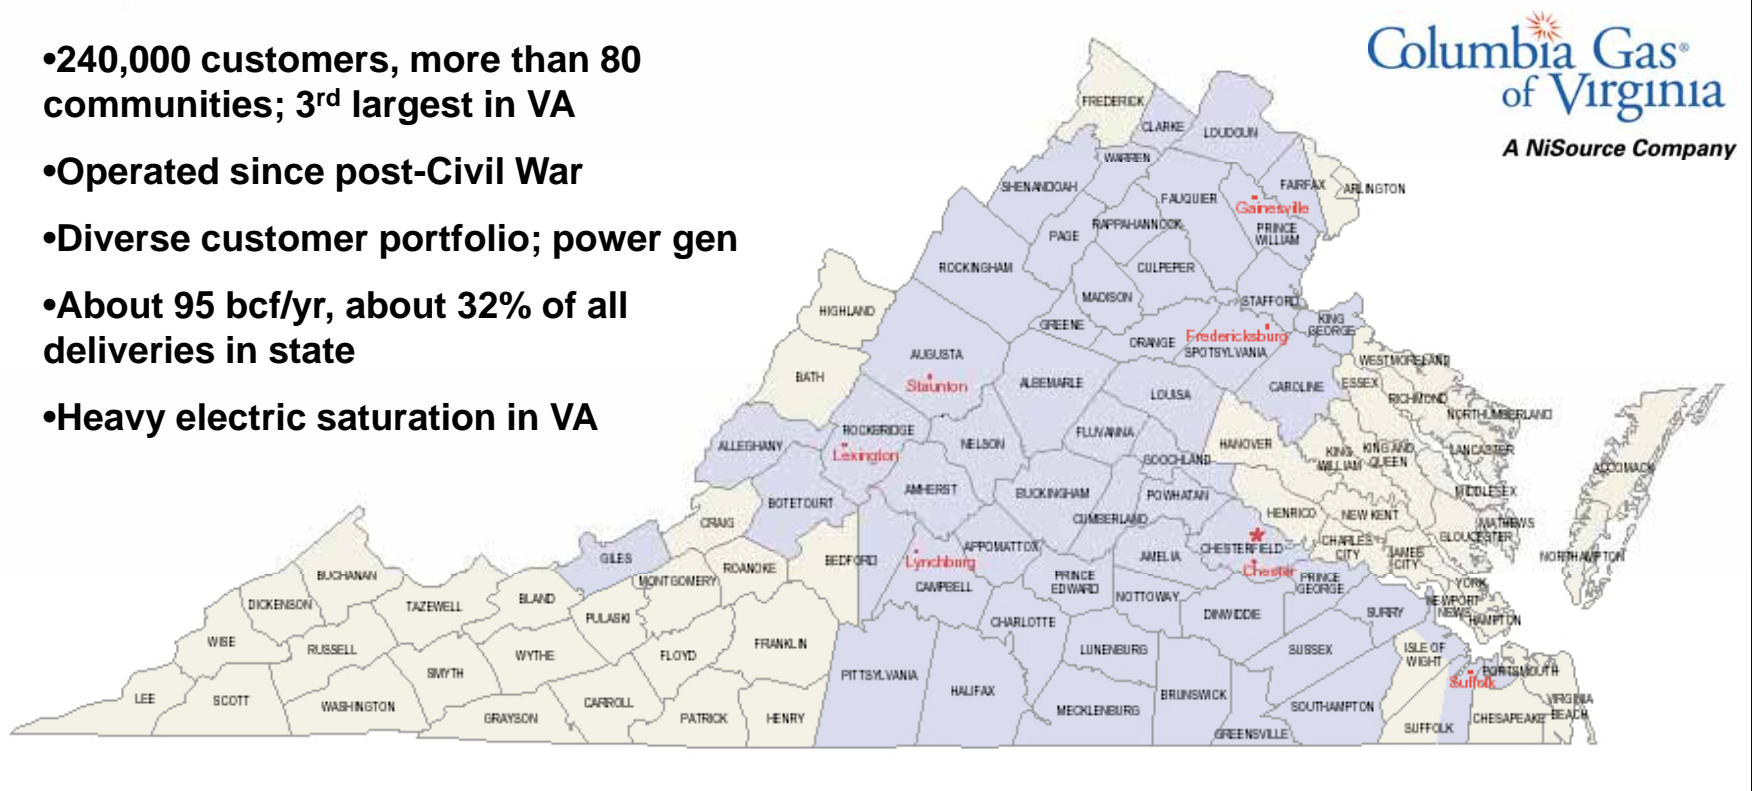 •240,000 customers, more than 80
communities; 3rd largest in VA
•Operated since post-Civil War
•Diverse customer portfolio; power gen
•About 95 bcf/yr, about 32% of all
deliveries in state
•Heavy electric saturation in VA
Columbia Gas®
of Virginia
A NiSource Company
FREDERICK
CLARKE
LOUDOUN
WARREN
SHENANDOAH
FAIRFAX
ARLINGTON
FAUQUIER
Gainesville
RAPPAHANNOCK
PAGE
PRINCE
WILLIAM
ROCKINGHAM
CULPEPER
MADISON
STAFFORD
HIGHLAND
GREENE
KING
GEORGE
ORANGE
Fredericksburg
SPOTSYLVANIA
AUGUSTA
WESTMORELAND
BATH
Staunton
ALBEMARLE
LOUISA
CAROLINE
ESSEX
RICHMOND
NORTHUMBERLAND
ALLEGHANY
ROCKBRIDGE
Lexington
NELSON
FLUVANNA
HANOVER
GOOCHLAND
KING
WILLIAM
KING AND
QUEEN
LANCASTER
ACCOMACK
BOTETOURT
AMHERST
BUCKINGHAM
POWHATAN
MIDDLESEX
CRAIG
CUMBERLAND
HENRICO
NEW KENT
MATHEWS
GILES
BEDFORD
Lynchburg
APPOMATTOX
AMELIA
CHESTERFIELD
*
Chester
CHARLES
CITY
JAMES
CITY
GLOUCESTER
NORTHAMPTON
BUCHANAN
MONTGOMERY
ROANOKE
CAMPBELL
PRINCE
EDWARD
NOTTOWAY
PRINCE
GEORGE
YORK
DICKENSON
TAZEWELL
BLAND
PULASKI
CHARLOTTE
DINWIDDIE
SURRY
NEWPORT
NEWS
HAMPTON
WISE
RUSSELL
WYTHE
FLOYD
FRANKLIN
LUNENBURG
SUSSEX
ISLE OF
WIGHT
SMYTH
PITTSYLVANIA
HALIFAX
BRUNSWICK
Suffolk
PORTSMOUTH
LEE
SCOTT
WASHINGTON
GRAYSON
CARROLL
PATRICK
HENRY
MECKLENBURG
GREENSVILLE
SOUTHAMPTON
SUFFOLK
CHESAPEAKE
VIRGINIA
BEACH